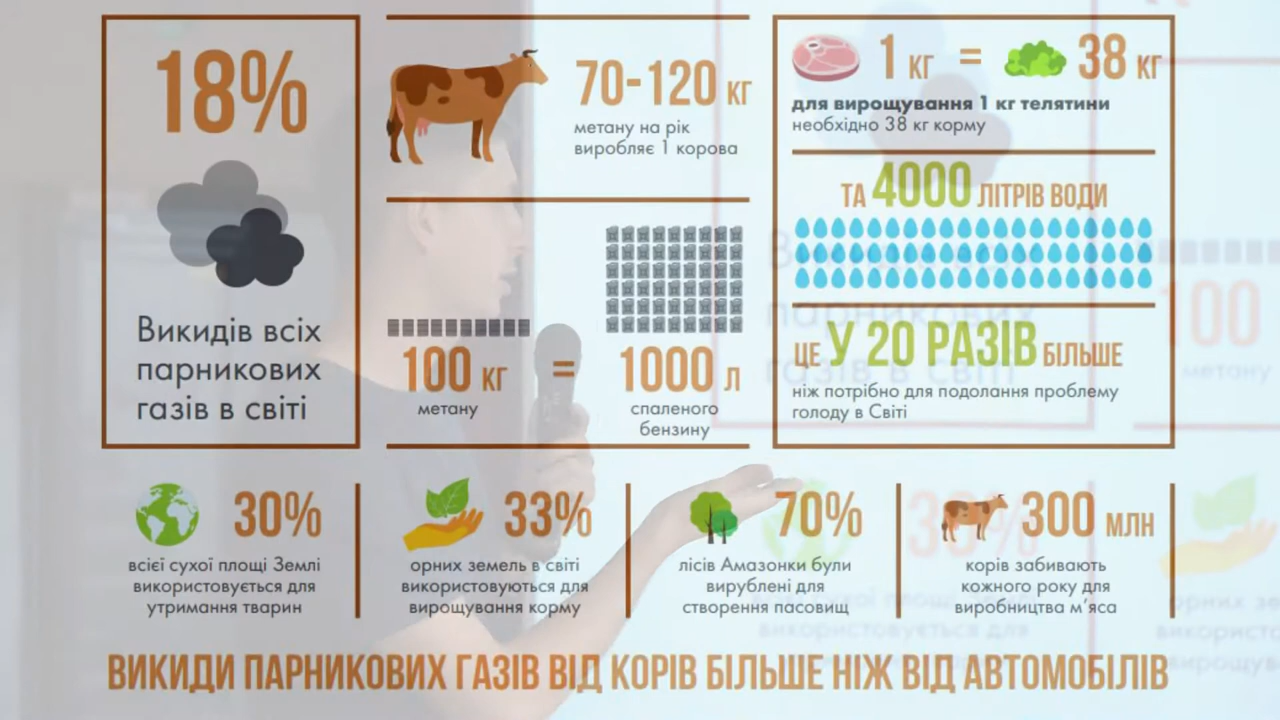 18%
Викидів всіх
парникових
газів в світі
70-120 кг
метану на рік
виробляє 1 корова
100 кг = 1000 л
метану
спаленого
бензину
1 кг = 38 кг
для вирощування 1 кг телятини
необхідно 38 кг корму
ТА 4000 ЛІТРІВ ВОДИ
ЦЕ У 20 РАЗІВ БІЛЬШЕ
ніж потрібно для подолання проблему
голоду в Світі
30%
всієї сухої площі Землі
використовується для
утримання тварин
33%
орних земель в світі
використовуються для
вирощування корму
70%
лісів Амазонки були
вирублені для
створення пасовищ
300 МЛН
корів забивають
кожного року для
виробництва м'яса
ВИКИДИ ПАРНИКОВИХ ГАЗІВ ВІД КОРІВ БІЛЬШЕ НІЖ ВІД АВТОМОБІЛІВ